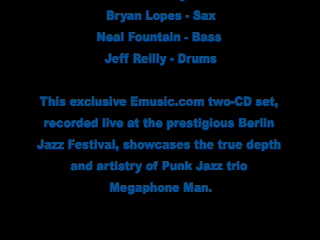 Bryan Lopes - Sax
Neal Fountain - Bass
Jeff Reilly - Drums
This exclusive Emusic.com two-CD set,
recorded live at the prestigious Berlin
Jazz Festival, showcases the true depth
and artistry of Punk Jazz trio
Megaphone Man.